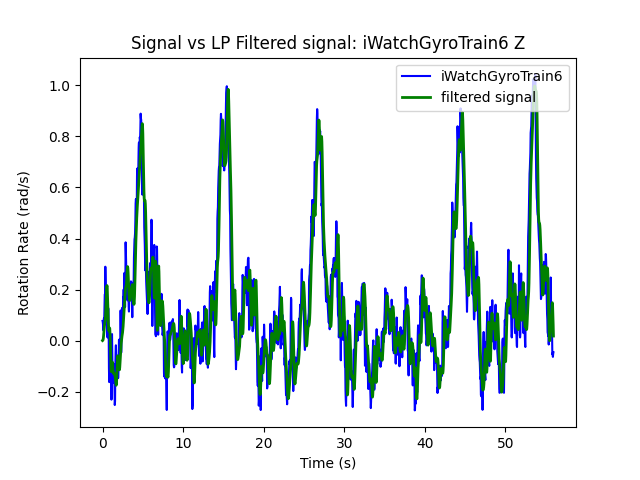 Signal vs LP Filtered signal: iWatchGyroTrain6 Z
iWatchGyroTrain6
filtered signal
1.0
0.8
0.6
0.4
0.2
0.0
−0.2
Rotation Rate (rad/s)
0 10 20 30 40 50
Time (s)